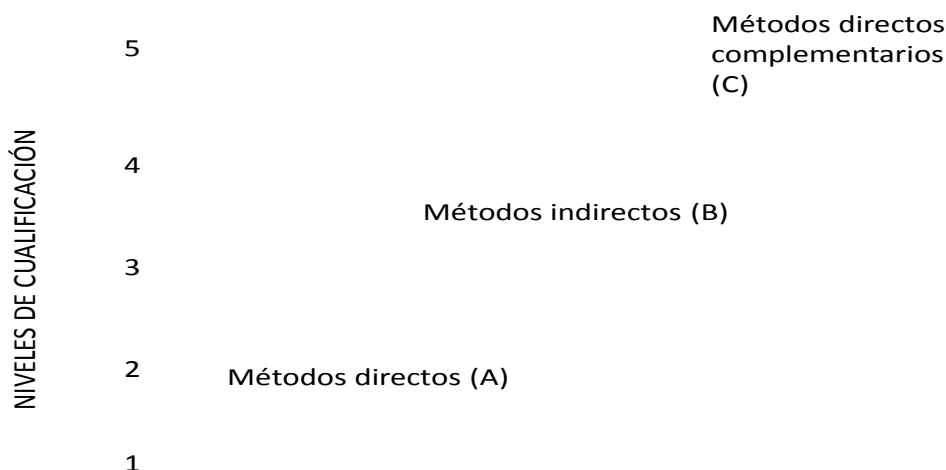 Métodos directos
complementarios
(C)
5
4
Métodos indirectos (B)
3
2
Métodos directos (A)
1
NIVELES DE CUALIFICACIÓN